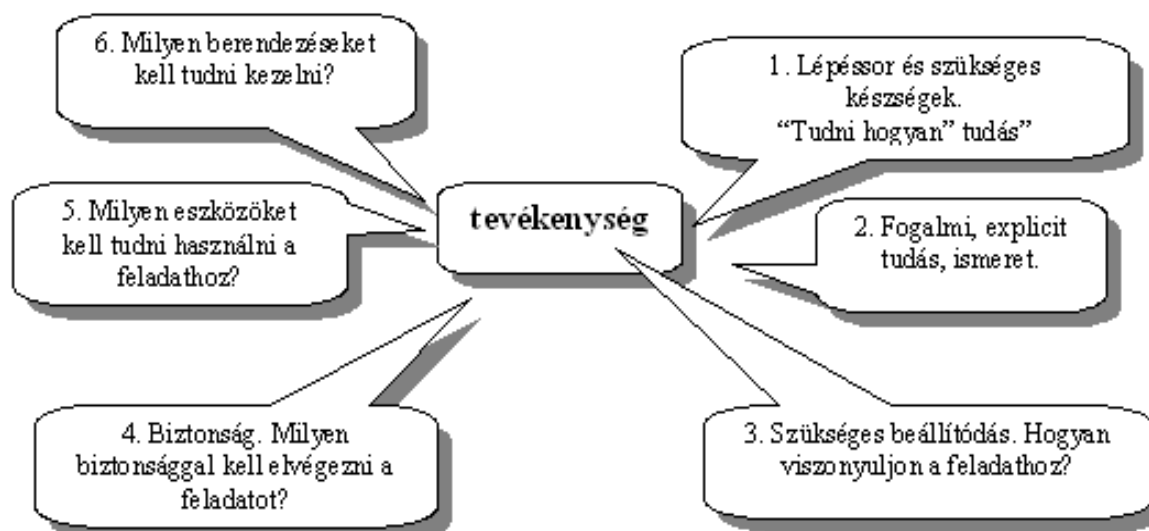 6. Milyen berendezéseket
kell tudni kezelni?
1. Lépéssor és szükséges
készségek.
“Tudni hogyan” tudás”
tevékenység
5. Milyen eszközöket
kell tudni használni a
feladathoz?
2. Fogalmi, explicit
tudás, ismeret.
4. Biztonság. Milyen
biztonsággal kell elvégezni a
feladatot?
3. Szükséges beállítódás. Hogyan
viszonyuljon a feladathoz?